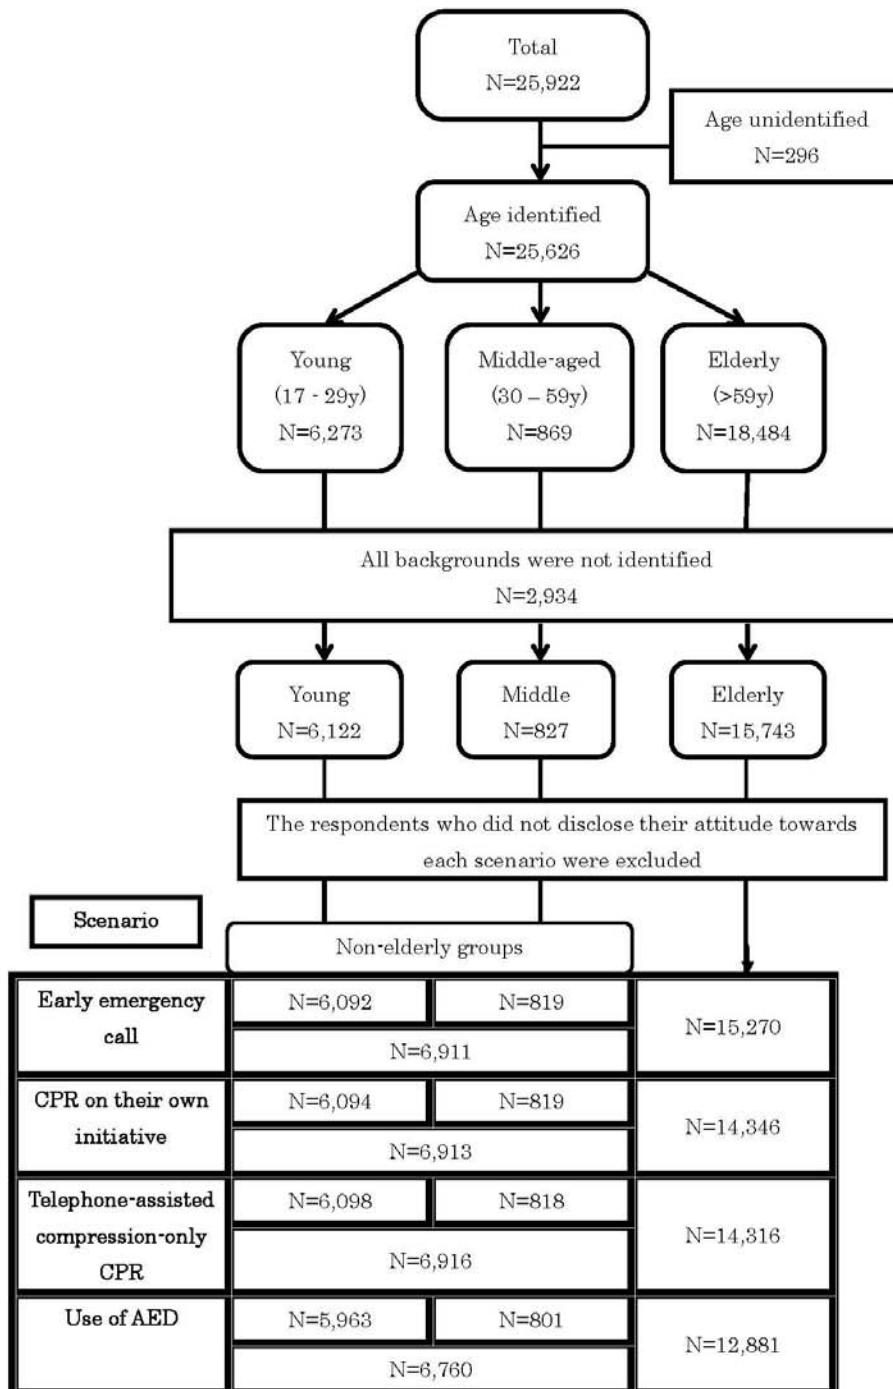 Total
N=25,922
Age unidentified
N=296
Age identified
N=25,626
Young
(17 - 29y)
N=6,273
Middle-aged
(30 – 59y)
N=869
Elderly
(>59y)
N=18,484
All backgrounds were not identified
N=2,934
Young
N=6,122
Middle
N=827
Elderly
N=15,743
The respondents who did not disclose their attitude towards
each scenario were excluded
Scenario
Non-elderly groups
Early emergency
call
N=6,092
N=819
N=6,911
N=15,270
CPR on their own
initiative
N=6,094
N=819
N=6,913
N=14,346
Telephone-assisted
compression-only
CPR
N=6,098
N=818
N=6,916
N=14,316
Use of AED
N=5,963
N=801
N=6,760
N=12,881